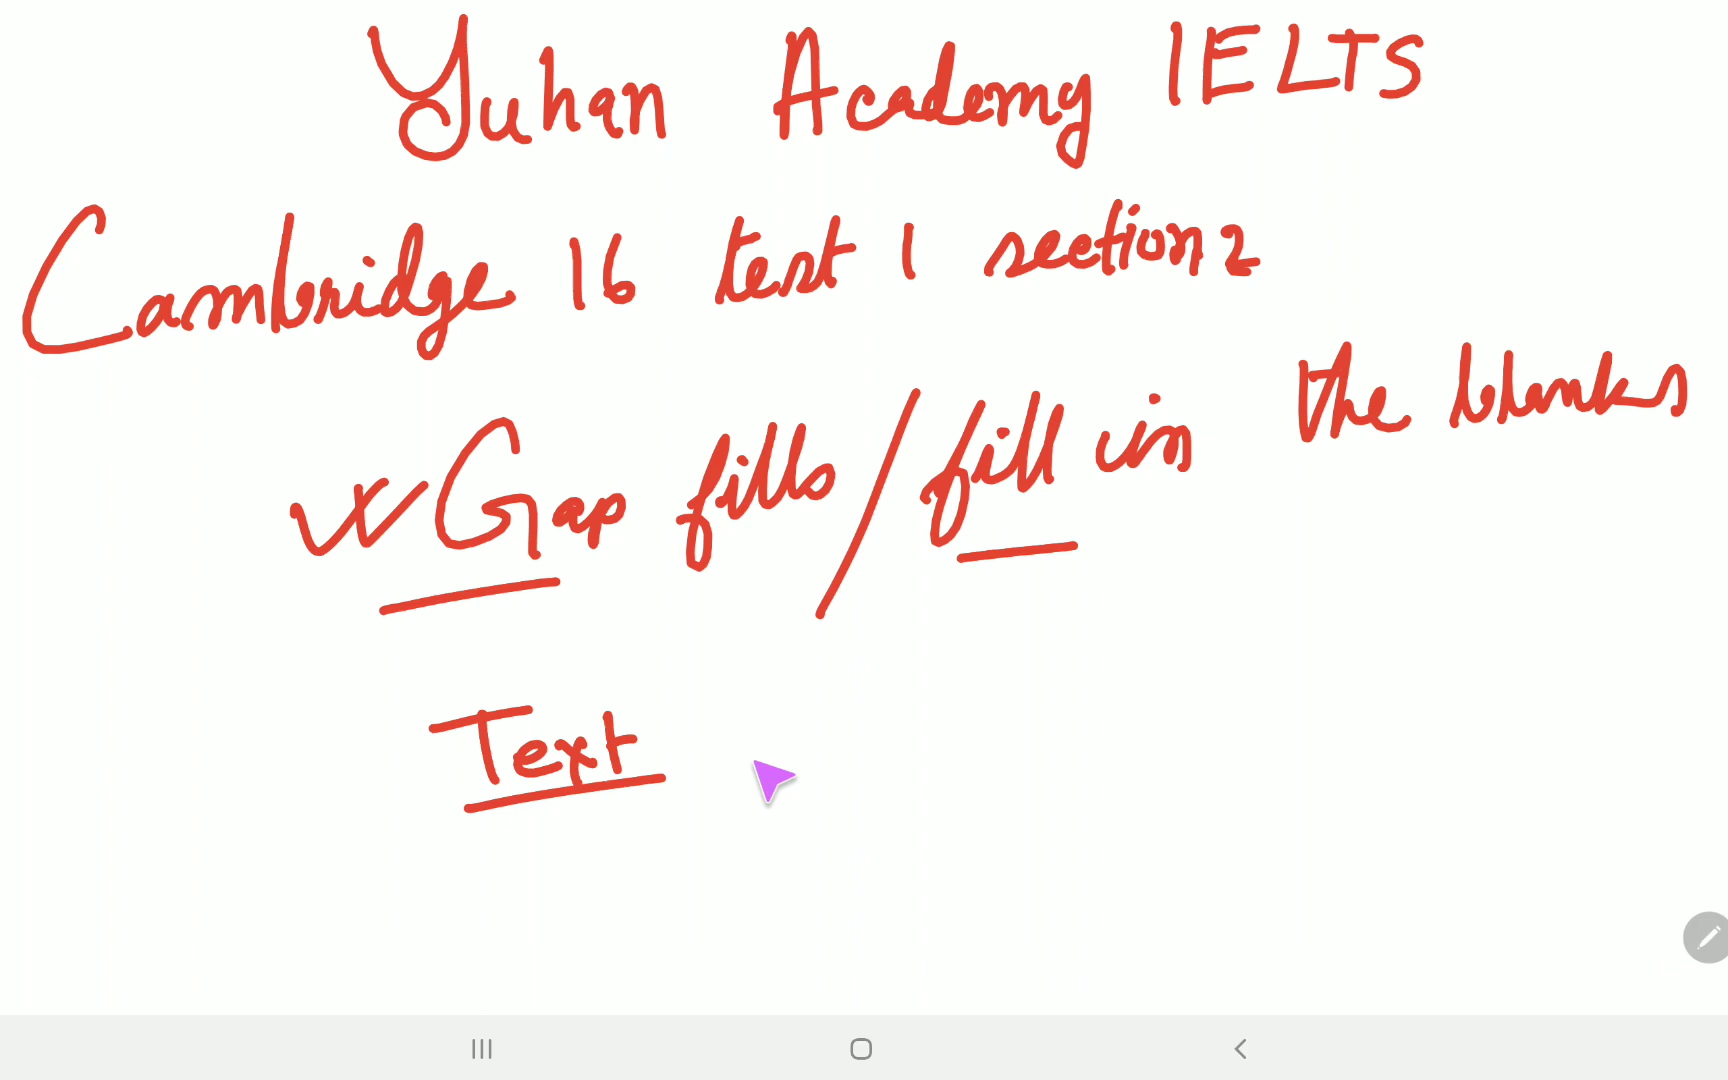 Yuhan Academy IELTS
Cambridge 16 test 1 section 2
Gap fills / fill in the blanks
Text